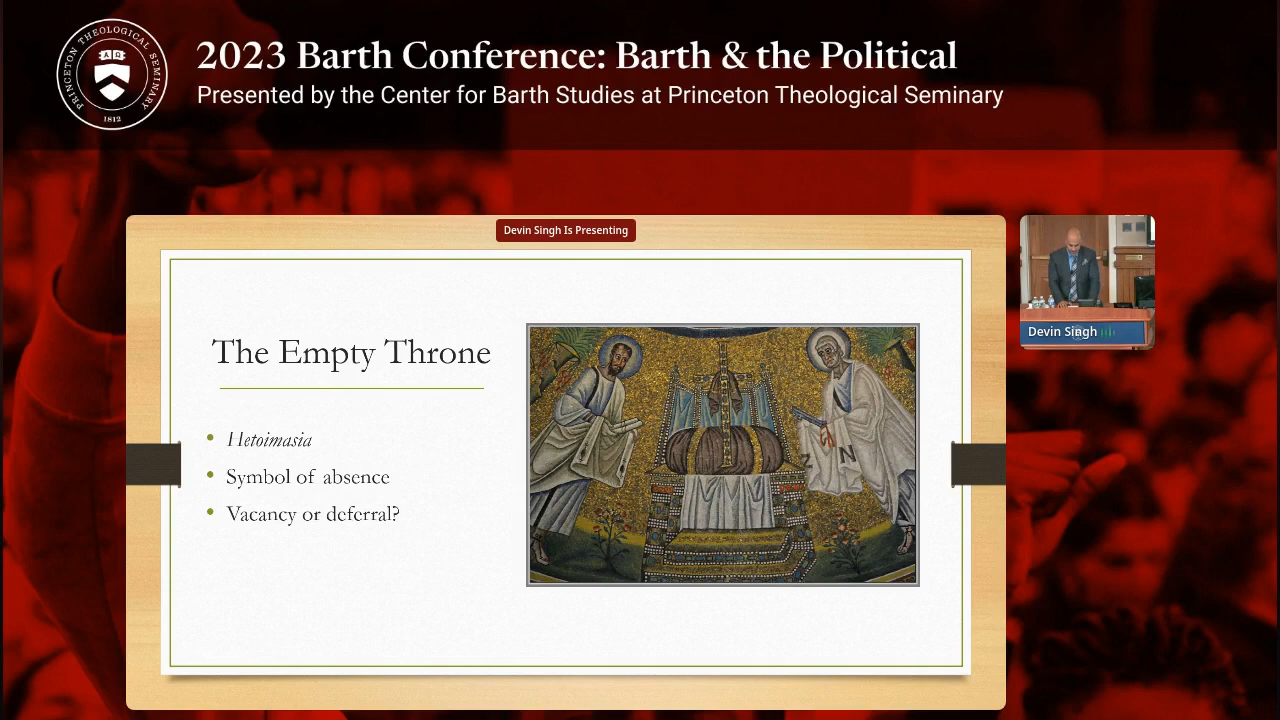 PRINCETON THEOLOGICAL SEMINARY
1812
2023 Barth Conference: Barth & the Political
Presented by the Center for Barth Studies at Princeton Theological Seminary
Devin Singh Is Presenting
The Empty Throne
Hetoimasia
Symbol of absence
Vacancy or deferral?
N
Devin Singh